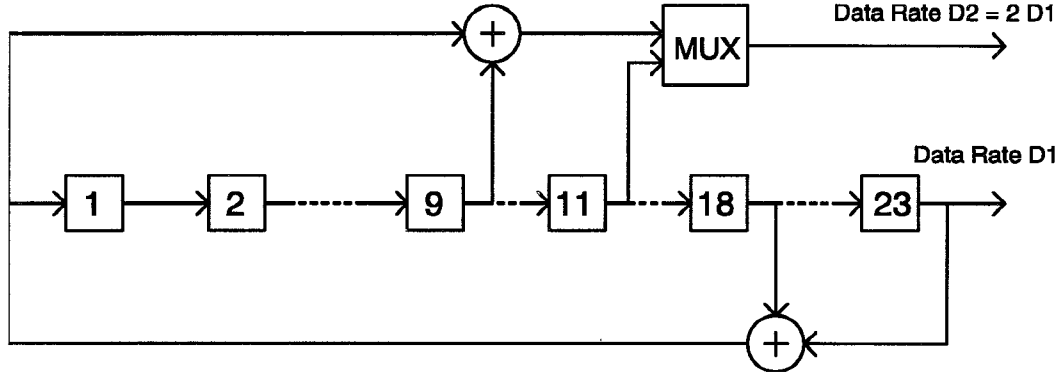 Data Rate D2 = 2 D1
+
MUX
Data Rate D1
1
2
9
11
18
23
+